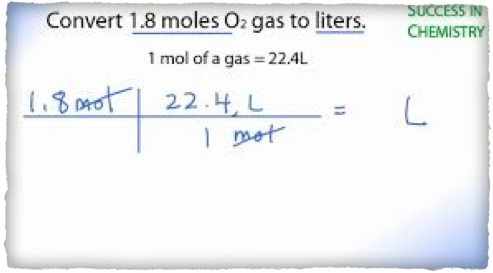 Convert 1.8 moles O₂ gas to liters.
SUCCESS IN
CHEMISTRY
1 mol of a gas = 22.4L
1.8 mol | 22.4 L = L
1 mol